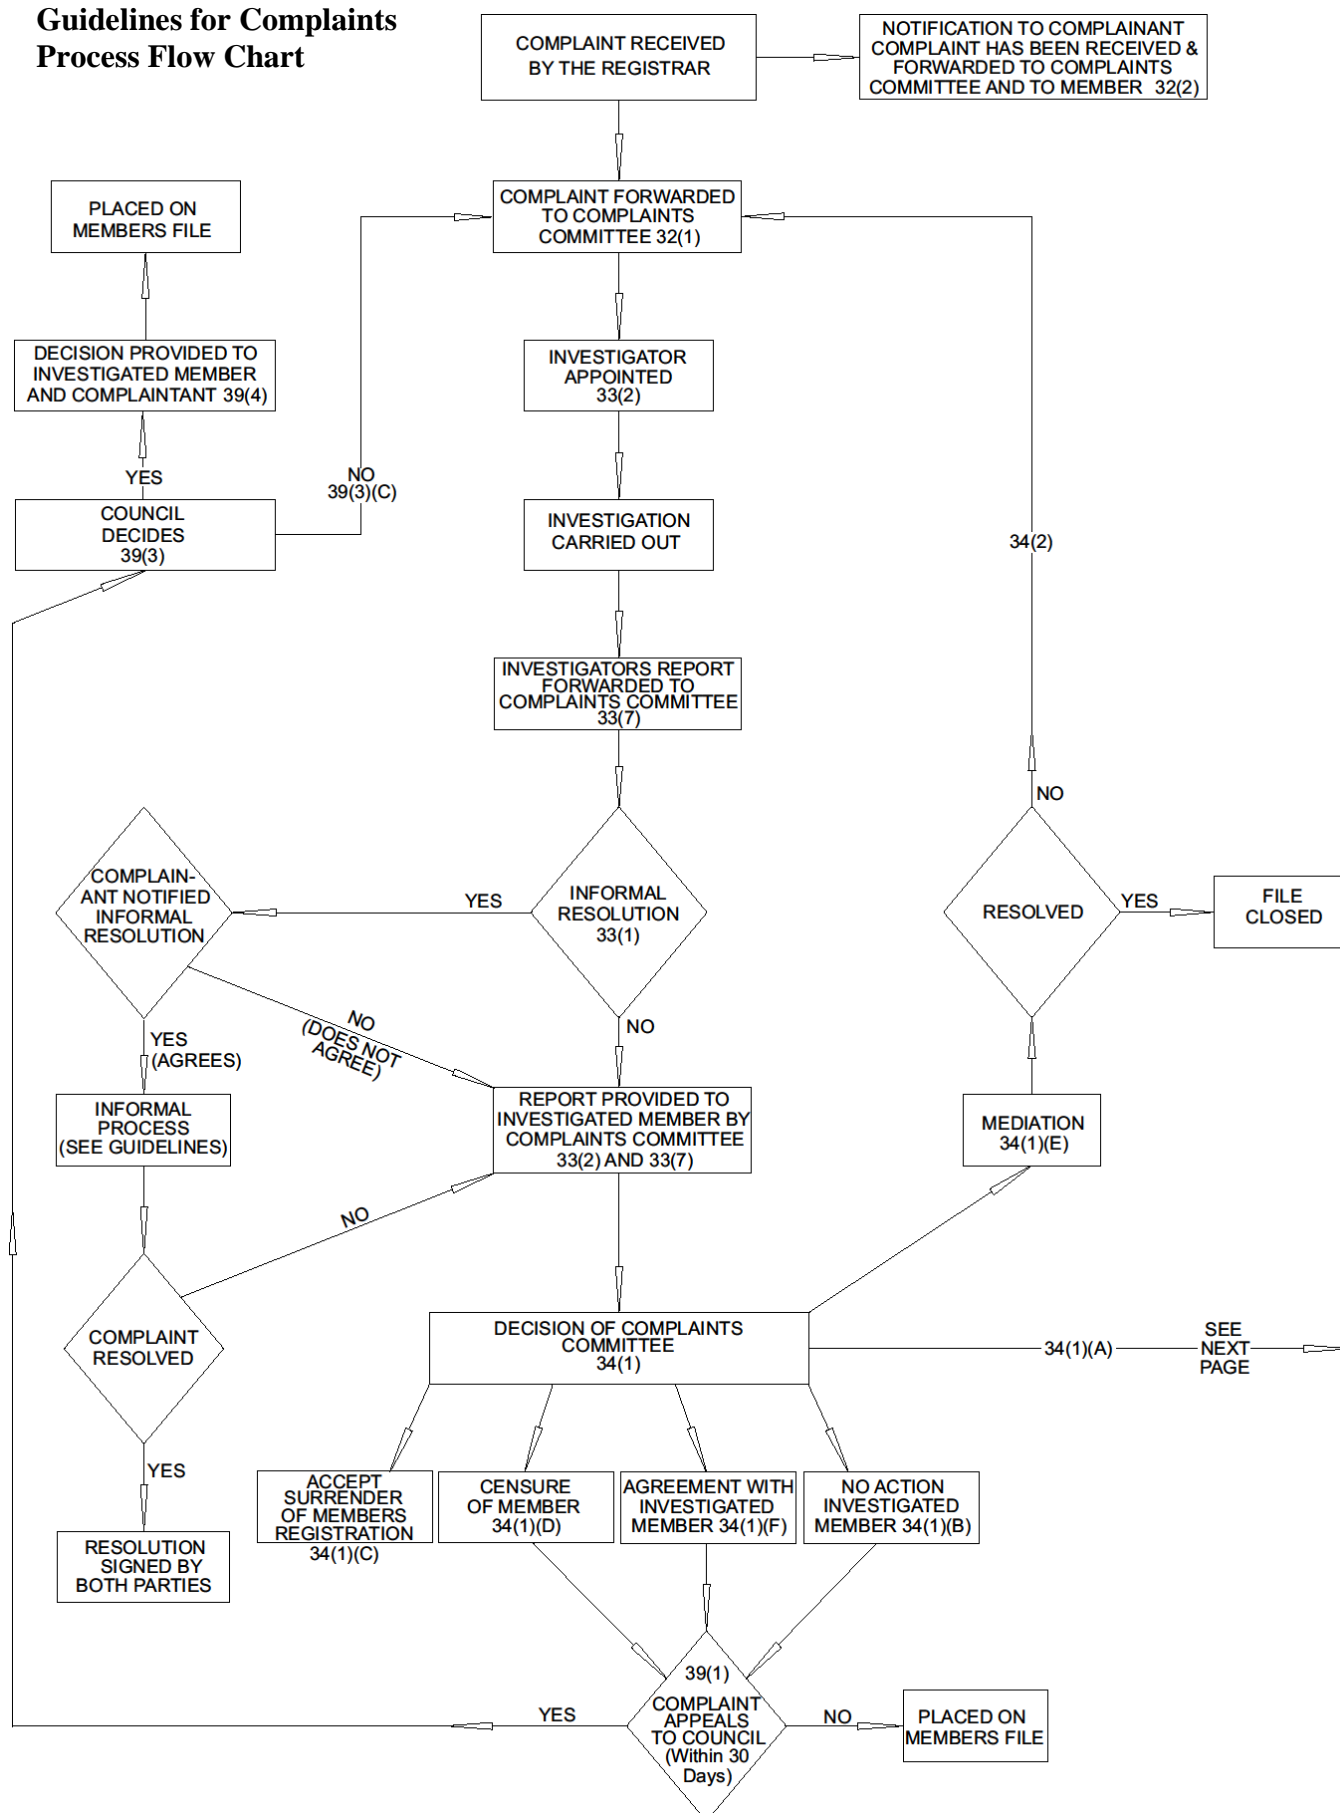 Guidelines for Complaints
Process Flow Chart
COMPLAINT RECEIVED
BY THE REGISTRAR
NOTIFICATION TO COMPLAINANT
COMPLAINT HAS BEEN RECEIVED &
FORWARDED TO COMPLAINTS
COMMITTEE AND TO MEMBER 32(2)
PLACED ON
MEMBERS FILE
COMPLAINT FORWARDED
TO COMPLAINTS
COMMITTEE 32(1)
DECISION PROVIDED TO
INVESTIGATED MEMBER
AND COMPLAINTANT 39(4)
INVESTIGATOR
APPOINTED
33(2)
YES
NO
39(3)(C)
COUNCIL
DECIDES
39(3)
INVESTIGATION
CARRIED OUT
34(2)
INVESTIGATORS REPORT
FORWARDED TO
COMPLAINTS COMMITTEE
33(7)
NO
COMPLAIN-
ANT NOTIFIED
INFORMAL
RESOLUTION
YES
INFORMAL
RESOLUTION
33(1)
RESOLVED
YES
FILE
CLOSED
NO
(DOES NOT
AGREE)
NO
YES
(AGREES)
INFORMAL
PROCESS
(SEE GUIDELINES)
REPORT PROVIDED TO
INVESTIGATED MEMBER BY
COMPLAINTS COMMITTEE
33(2) AND 33(7)
MEDIATION
34(1)(E)
NO
COMPLAINT
RESOLVED
DECISION OF COMPLAINTS
COMMITTEE
34(1)
34(1)(A)
SEE
NEXT
PAGE
YES
ACCEPT
SURRENDER
OF MEMBERS
REGISTRATION
34(1)(C)
CENSURE
OF MEMBER
34(1)(D)
AGREEMENT WITH
INVESTIGATED
MEMBER 34(1)(F)
NO ACTION
INVESTIGATED
MEMBER 34(1)(B)
RESOLUTION
SIGNED BY
BOTH PARTIES
39(1)
COMPLAINT
APPEALS
TO COUNCIL
(Within 30
Days)
YES
NO
PLACED ON
MEMBERS FILE